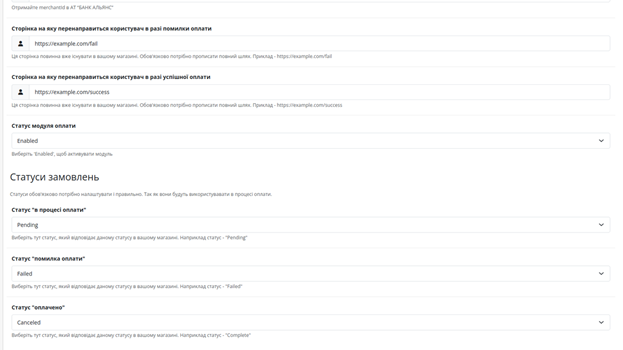 Отримайте merchantid в АТ "БАНК АЛЬЯНС"
Сторінка на яку перенаправиться користувач в разі помилки оплати
https://example.com/fail
Ця сторінка повинна вже існувати в вашому магазині. Обов'язково потрібно прописати повний шлях. Приклад - https://example.com/fail
Сторінка на яку перенаправиться користувач в разі успішної оплати
https://example.com/success
Ця сторінка повинна вже існувати в вашому магазині. Обов'язково потрібно прописати повний шлях. Приклад - https://example.com/success
Статус модуля оплати
Enabled
Виберіть 'Enabled', щоб активувати модуль.
Статуси замовлень
Статуси обов'язково потрібно налаштувати і правильно. Так як вони будуть використувавати в процесі оплати.
Статус "в процесі оплати"
Pending
Виберіть тут статус, який відповідає даному статусу в вашому магазині. Наприклад статус - "Pending"
Статус "помилка оплати"
Failed
Виберіть тут статус, який відповідає даному статусу в вашому магазині. Наприклад статус - "Failed"
Статус "оплачено"
Canceled
Виберіть тут статус, який відповідає даному статусу в вашому магазині. Наприклад статус - "Complete"